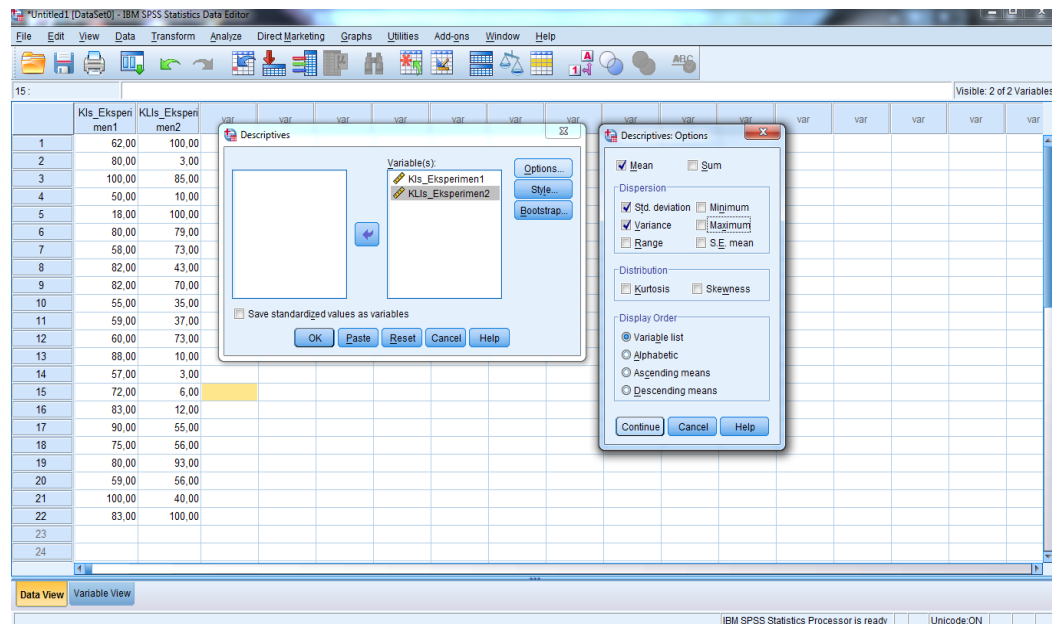 *Untitled1 [DataSet0] - IBM SPSS Statistics Data Editor
File Edit View Data Transform Analyze Direct Marketing Graphs Utilities Add-ons Window Help
A
1 4
ABC
15 :
Visible: 2 of 2 Variables
Kls_Eksperi men1 KLls_Eksperi men2 var var var var var var var var var var var var var var var
1 62,00 100,00
2 80,00 3,00
3 100,00 85,00
4 50,00 10,00
5 18,00 100,00
6 80,00 79,00
7 58,00 73,00
8 82,00 43,00
9 82,00 70,00
10 55,00 35,00
11 59,00 37,00
12 60,00 73,00
13 88,00 10,00
14 57,00 3,00
15 72,00 6,00
16 83,00 12,00
17 90,00 55,00
18 75,00 56,00
19 80,00 93,00
20 59,00 56,00
21 100,00 40,00
22 83,00 100,00
23
24
Descriptives
Variable(s):
Kls_Eksperimen1
KLls_Eksperimen2
Options...
Style...
Bootstrap...
Save standardized values as variables
OK Paste Reset Cancel Help
Descriptives: Options
Mean Sum
Dispersion
Std. deviation Minimum
Variance Maximum
Range S.E. mean
Distribution
Kurtosis Skewness
Display Order
Variable list
Alphabetic
Ascending means
Descending means
Continue Cancel Help
Data View Variable View
IBM SPSS Statistics Processor is ready Unicode:ON